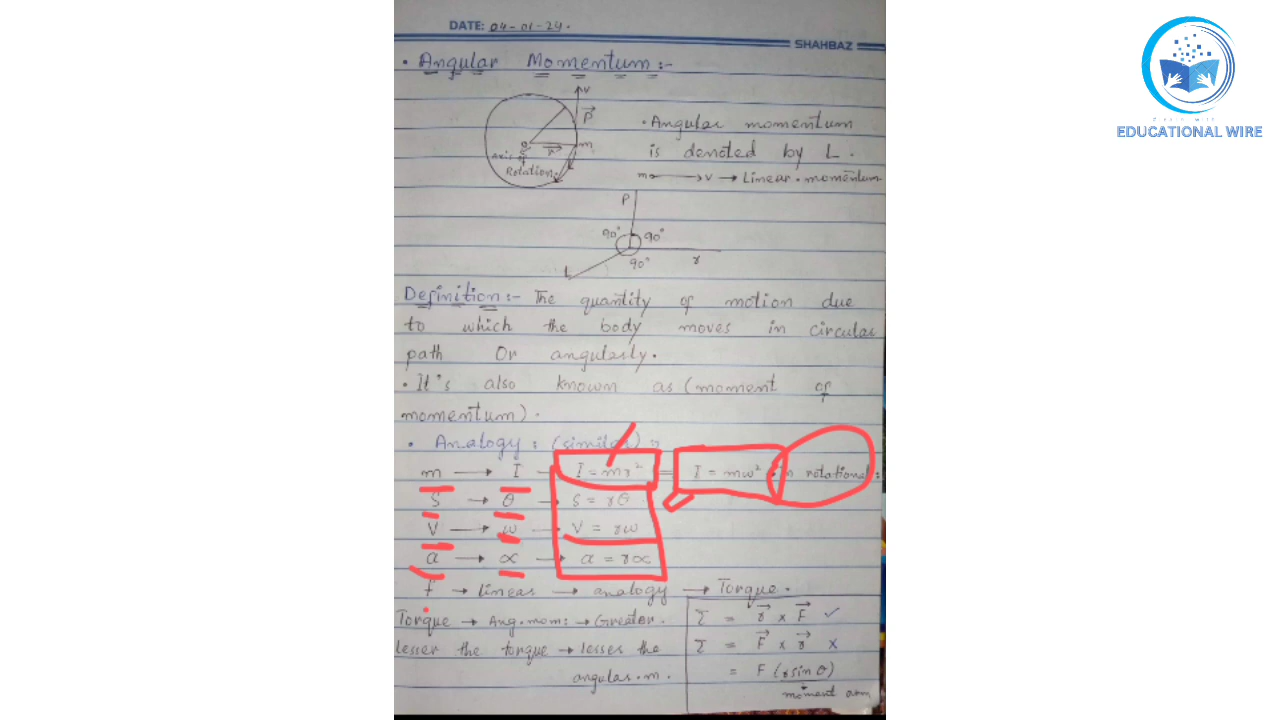 DATE: 04-01-24.
SHAHBAZ
EDUCATIONAL WIRE
• Angular Momentum:-
v
P
• Angular momentum
is denoted by L.
O r m
axis of
Rotation.
m → v → Linear momentum
P
90° 90°
90° r
L
Definition:- The quantity of motion due
to which the body moves in circular
path Or angularly.
• It's also known as (moment of
momentum).
• Analogy: (similar):
m → I → I = mr² = I = mω² in rotational:
S → θ → S = rθ
V → ω → V = rω
a → ∝ → a = r∝
f → linear → analogy → Torque.
Torque → Ang.mom: → Greater.
lesser the torque → lesser the
angular.m.
τ = r × F ✓
τ = F × r ×
= F (r sin θ)
moment arm